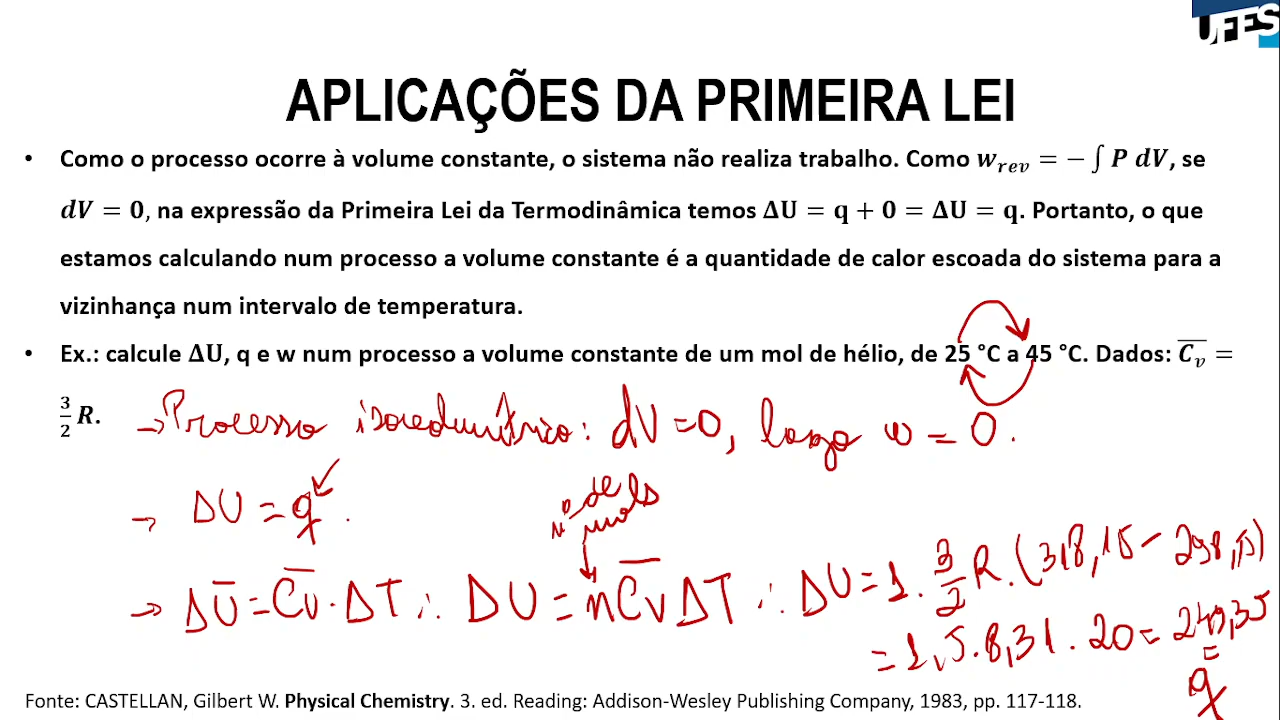 UFES
APLICAÇÕES DA PRIMEIRA LEI
• Como o processo ocorre à volume constante, o sistema não realiza trabalho. Como w_rev = − ∫ P dV, se
dV = 0, na expressão da Primeira Lei da Termodinâmica temos ΔU = q + 0 = ΔU = q. Portanto, o que
estamos calculando num processo a volume constante é a quantidade de calor escoada do sistema para a
vizinhança num intervalo de temperatura.
• Ex.: calcule ΔU, q e w num processo a volume constante de um mol de hélio, de 25 °C a 45 °C. Dados: C̅_v =
3/2 R.
→ Processo isovolumétrico: dV = 0, logo w = 0.
→ ΔU = q.
nº de mols
→ ΔU̅ = C̅v . ΔT ∴ ΔU = n C̅v ΔT ∴ ΔU = 1 . 3/2 R . (318,15 − 298,15)
= 1,5 . 8,31 . 20 = 249,35
= q
Fonte: CASTELLAN, Gilbert W. Physical Chemistry. 3. ed. Reading: Addison-Wesley Publishing Company, 1983, pp. 117-118.